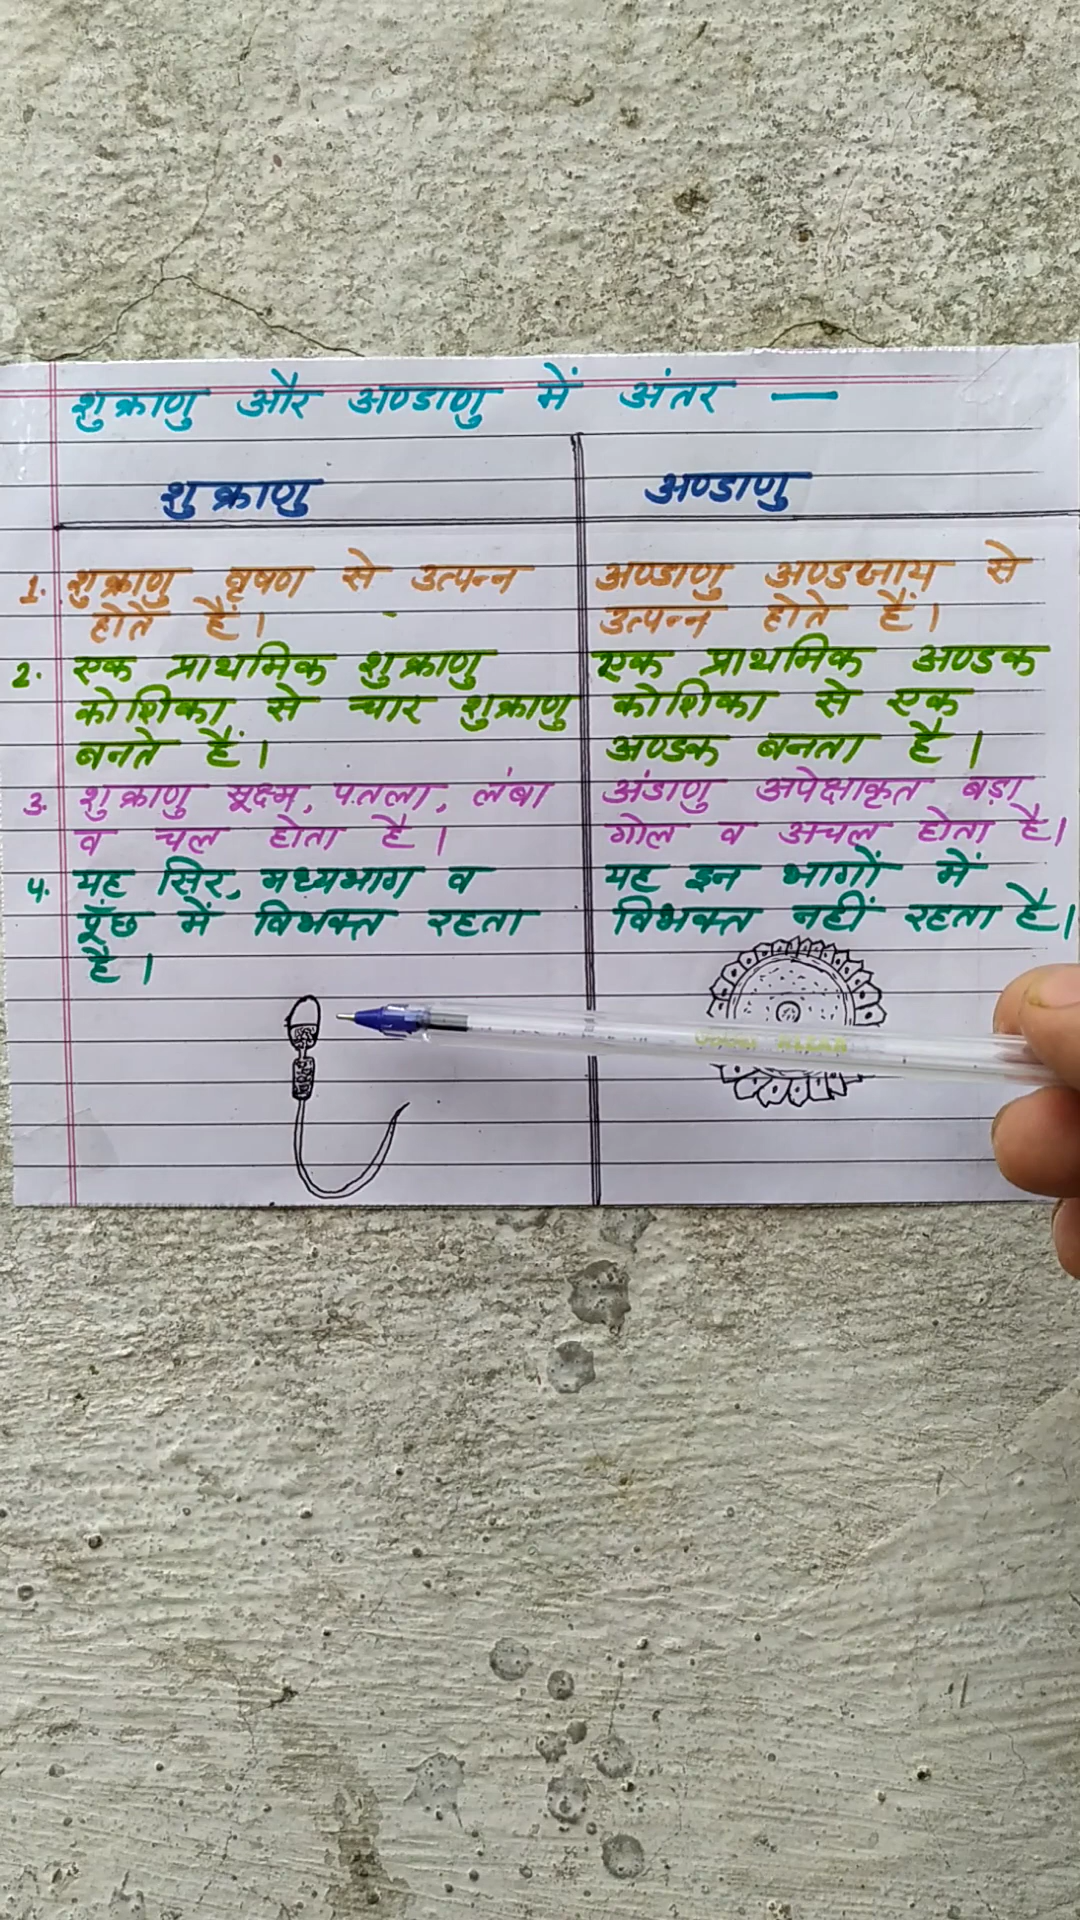 शुक्राणु और अण्डाणु में अंतर —
शुक्राणु
अण्डाणु
1. शुक्राणु वृषण से उत्पन्न
होते हैं।
अण्डाणु अण्डाशय से
उत्पन्न होते हैं।
2. एक प्राथमिक शुक्राणु
कोशिका से चार शुक्राणु
बनते हैं।
एक प्राथमिक अण्डक
कोशिका से एक
अण्डक बनता है।
3. शुक्राणु सूक्ष्म, पतला, लंबा
व चल होता है।
अंडाणु अपेक्षाकृत बड़ा
गोल व अचल होता है।
4. यह सिर, मध्यभाग व
पूँछ में विभक्त रहता
है।
यह इन भागों में
विभक्त नहीं रहता है।